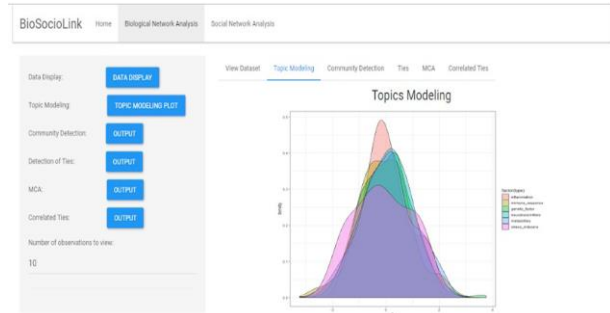 BioSocioLink Home Biological Network Analysis Social Network Analysis
View Dataset Topic Modeling Community Detection Ties MCA Correlated Ties
Data Display: DATA DISPLAY
Topic Modeling: TOPIC MODELING PLOT
Community Detection: OUTPUT
Detection of Ties: OUTPUT
MCA: OUTPUT
Correlated Ties: OUTPUT
Number of observations to view:
10
Topics Modeling